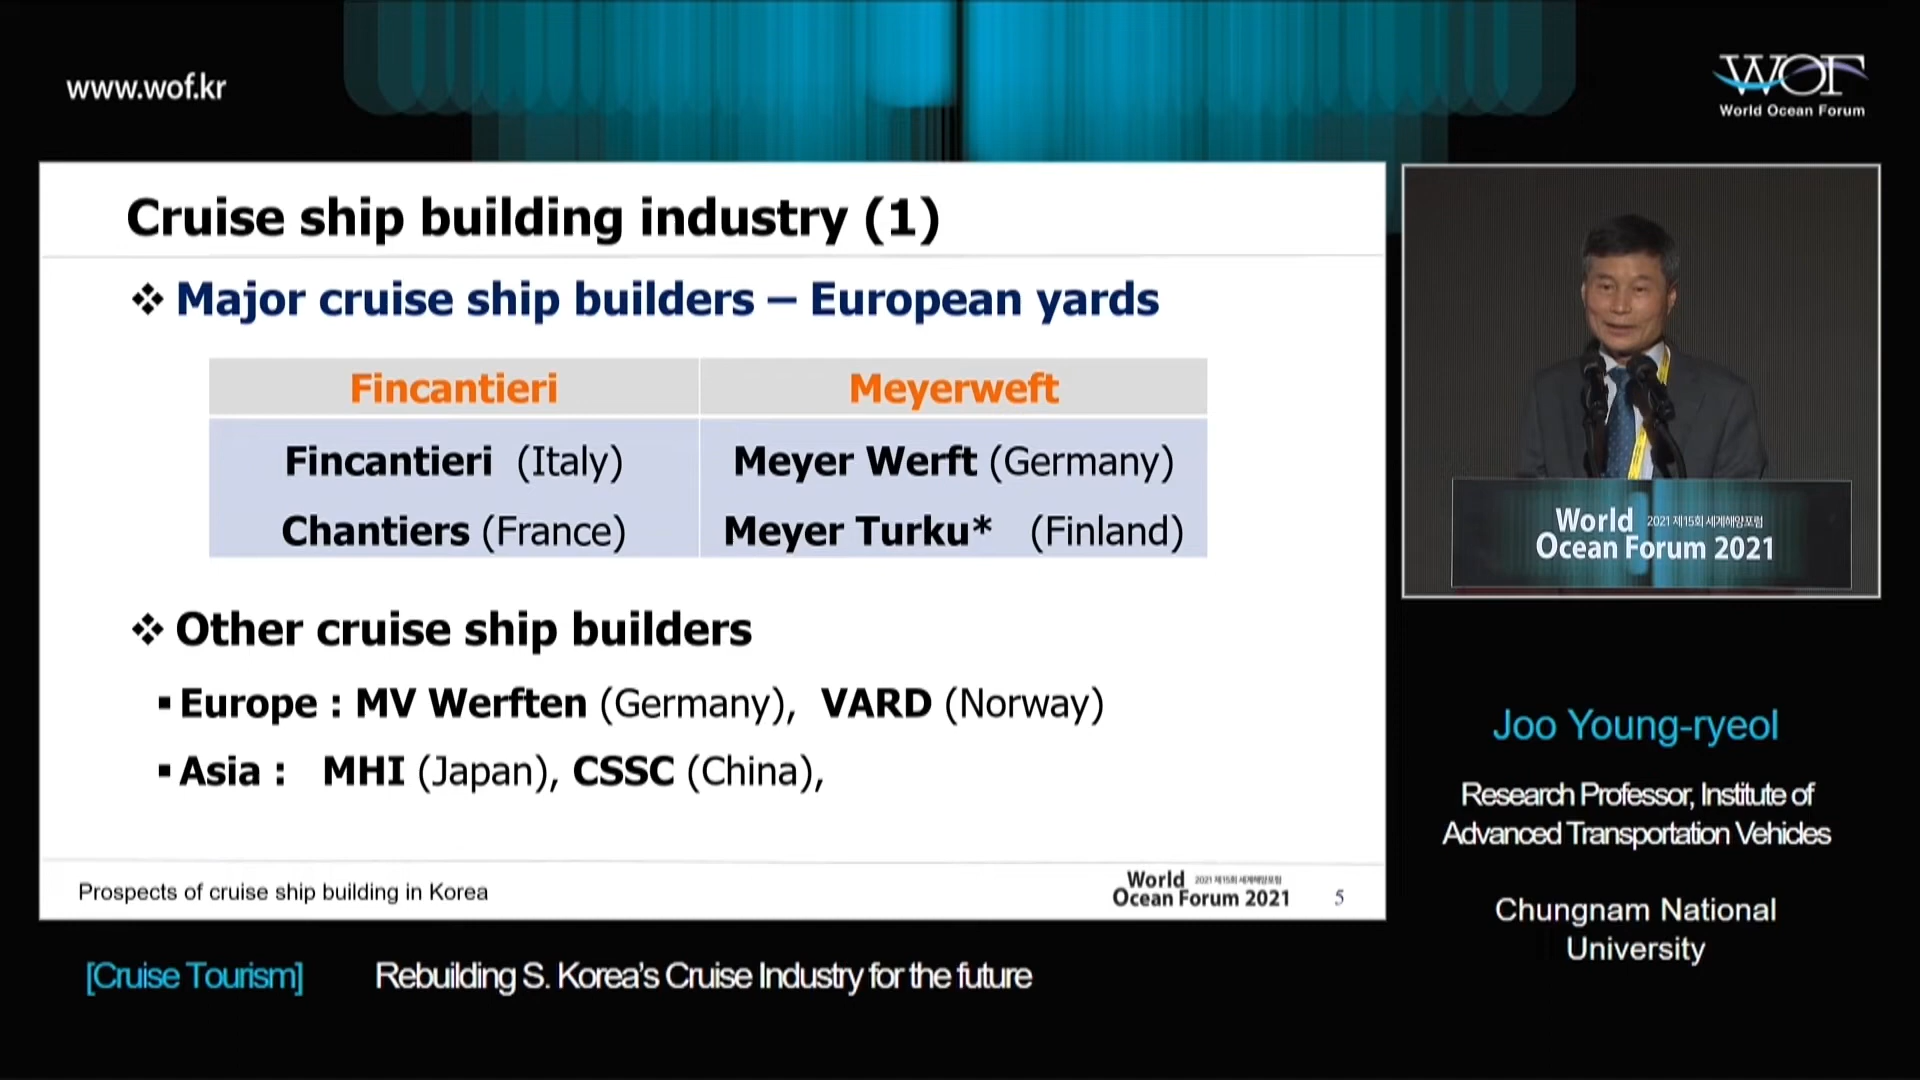 www.wof.kr
WOF
World Ocean Forum
Cruise ship building industry (1)
❖ Major cruise ship builders – European yards
Fincantieri
Meyerweft
Fincantieri (Italy)
Meyer Werft (Germany)
Chantiers (France)
Meyer Turku* (Finland)
❖ Other cruise ship builders
▪ Europe : MV Werften (Germany), VARD (Norway)
▪ Asia : MHI (Japan), CSSC (China),
Prospects of cruise ship building in Korea
World 2021 제15회 세계해양포럼
Ocean Forum 2021
5
World 2021 제15회 세계해양포럼
Ocean Forum 2021
Joo Young-ryeol
Research Professor, Institute of
Advanced Transportation Vehicles
Chungnam National
University
[Cruise Tourism] Rebuilding S. Korea's Cruise Industry for the future